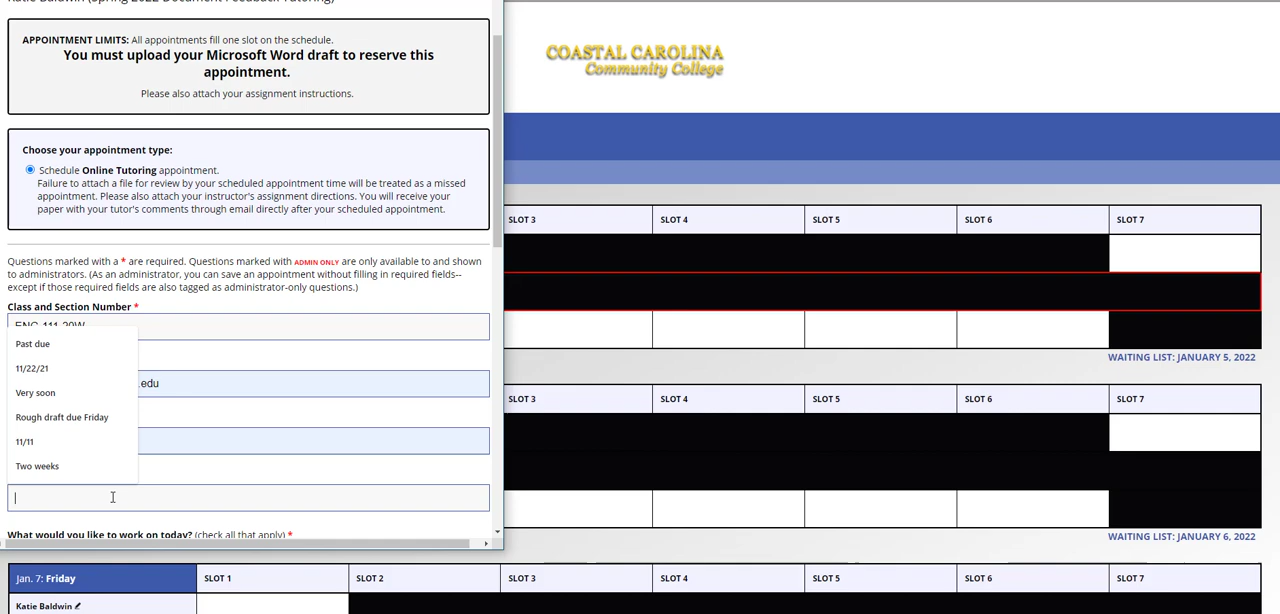 Katie Baldwin (Spring 2022 Document Feedback Tutoring)
APPOINTMENT LIMITS: All appointments fill one slot on the schedule.
You must upload your Microsoft Word draft to reserve this
appointment.
Please also attach your assignment instructions.
Choose your appointment type:
Schedule Online Tutoring appointment.
Failure to attach a file for review by your scheduled appointment time will be treated as a missed
appointment. Please also attach your instructor's assignment directions. You will receive your
paper with your tutor's comments through email directly after your scheduled appointment.
Questions marked with a * are required. Questions marked with ADMIN ONLY are only available to and shown
to administrators. (As an administrator, you can save an appointment without filling in required fields--
except if those required fields are also tagged as administrator-only questions.)
Class and Section Number *
ENG-111-20W
Past due
11/22/21
.edu
Very soon
Rough draft due Friday
11/11
Two weeks
What would you like to work on today? (check all that apply) *
COASTAL CAROLINA
Community College
SLOT 3 SLOT 4 SLOT 5 SLOT 6 SLOT 7
WAITING LIST: JANUARY 5, 2022
SLOT 3 SLOT 4 SLOT 5 SLOT 6 SLOT 7
WAITING LIST: JANUARY 6, 2022
Jan. 7: Friday SLOT 1 SLOT 2 SLOT 3 SLOT 4 SLOT 5 SLOT 6 SLOT 7
Katie Baldwin